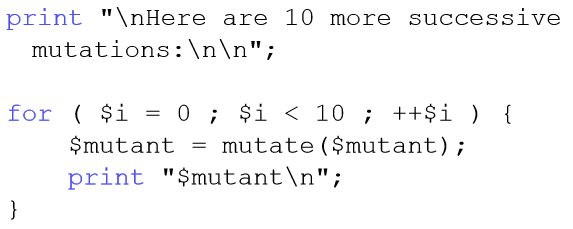 print "\nHere are 10 more successive
mutations:\n\n";
for ( $i = 0 ; $i < 10 ; ++$i ) {
$mutant = mutate($mutant);
print "$mutant\n";
}